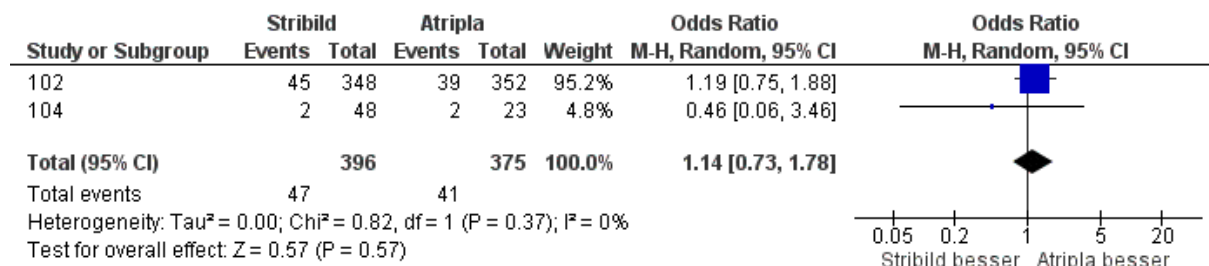 Stribild Atripla Odds Ratio Odds Ratio
Study or Subgroup Events Total Events Total Weight M-H, Random, 95% CI M-H, Random, 95% CI
102 45 348 39 352 95.2% 1.19 [0.75, 1.88]
104 2 48 2 23 4.8% 0.46 [0.06, 3.46]
Total (95% CI) 396 375 100.0% 1.14 [0.73, 1.78]
Total events 47 41
Heterogeneity: Tau² = 0.00; Chi² = 0.82, df = 1 (P = 0.37); I² = 0%
Test for overall effect: Z = 0.57 (P = 0.57)
0.05 0.2 1 5 20
Stribild besser Atripla besser